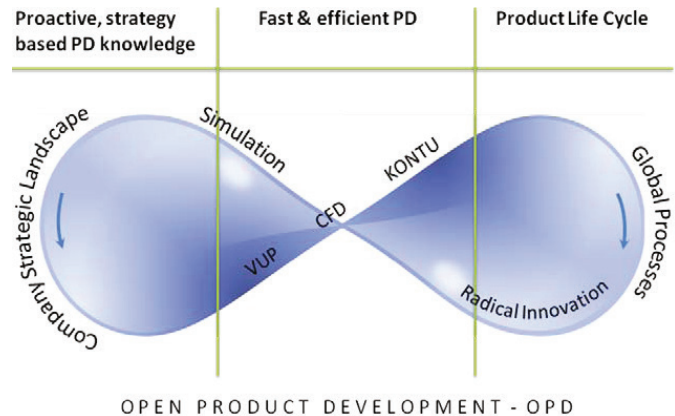 Proactive, strategy
based PD knowledge
Fast & efficient PD
Product Life Cycle
Company Strategic Landscape
Simulation
VUP
CFD
KONTU
Radical Innovation
Global Processes
OPEN PRODUCT DEVELOPMENT - OPD